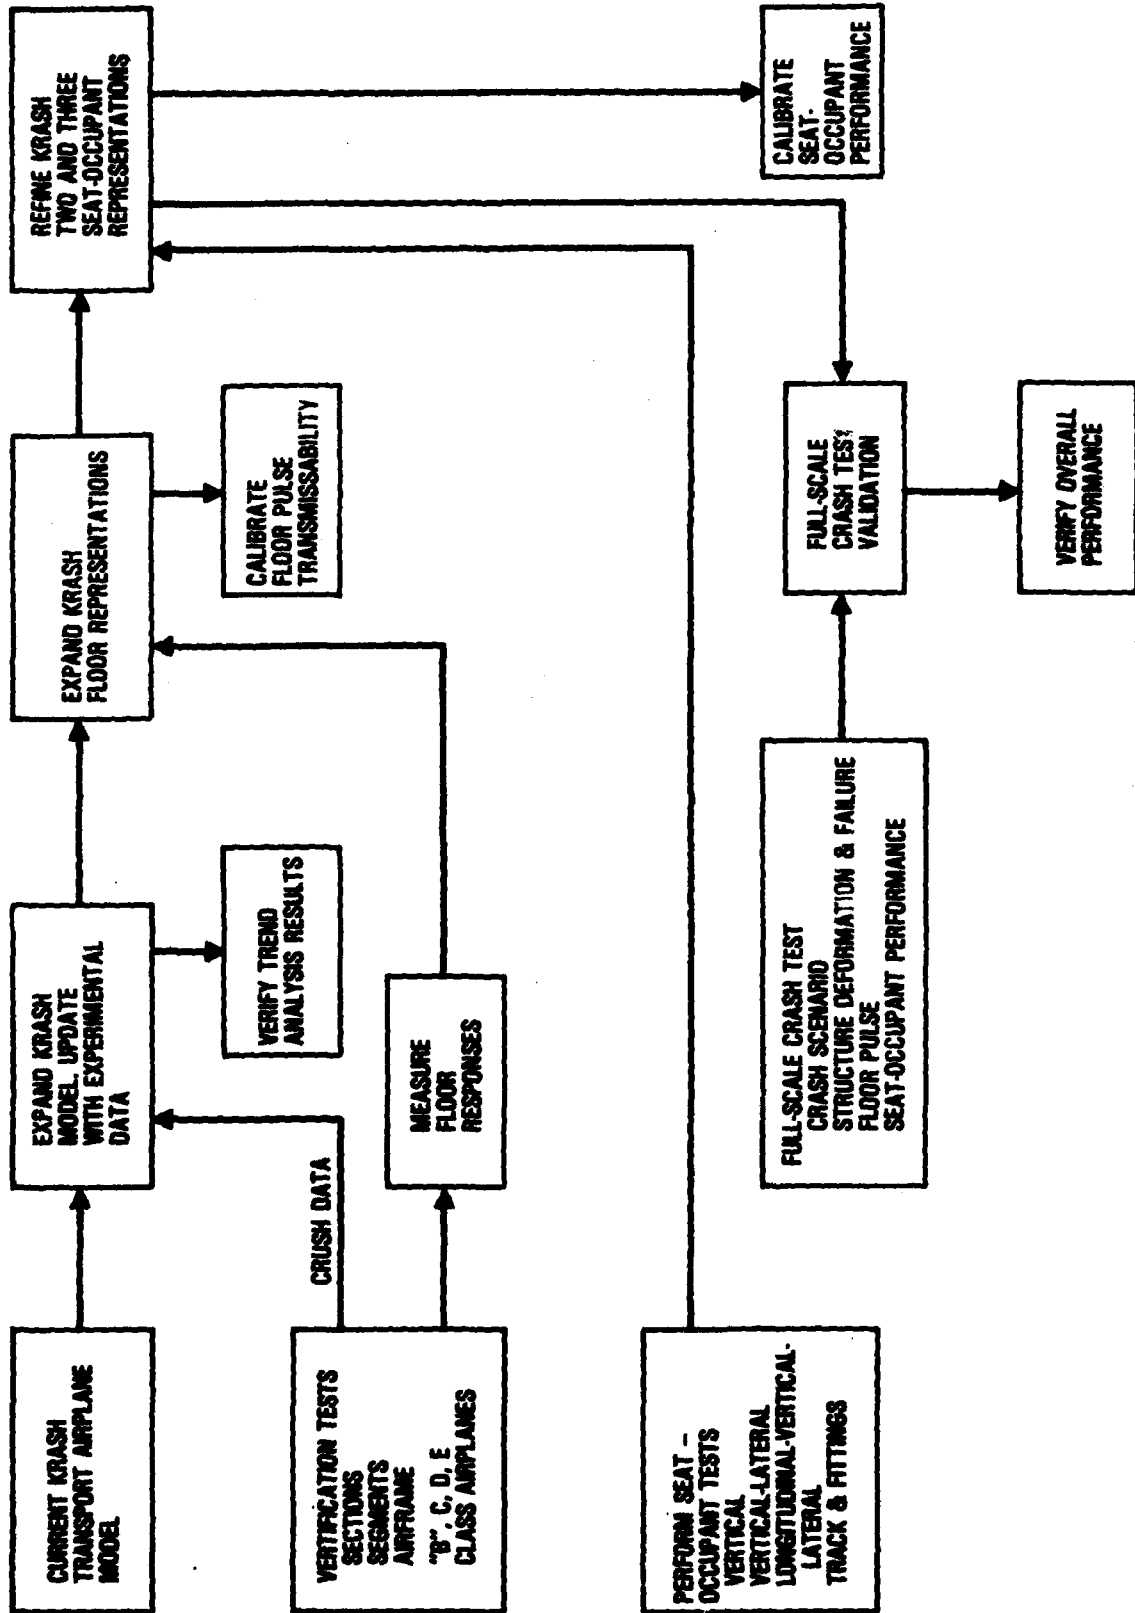 CURRENT KRASH
TRANSPORT AIRPLANE
MODEL
EXPAND KRASH
MODEL. UPDATE
WITH EXPERIMENTAL
DATA
EXPAND KRASH
FLOOR REPRESENTATIONS
REFINE KRASH
TWO AND THREE
SEAT-OCCUPANT
REPRESENTATIONS
VERIFY TREND
ANALYSIS RESULTS
CALIBRATE
FLOOR PULSE
TRANSMISSABILITY
CRUSH DATA
VERTIFICATION TESTS
SECTIONS
SEGMENTS
AIRFRAME
"B", C, D, E
CLASS AIRPLANES
MEASURE
FLOOR
RESPONSES
PERFORM SEAT –
OCCUPANT TESTS
VERTICAL
VERTICAL-LATERAL
LONGITUDINAL-VERTICAL-
LATERAL
TRACK & FITTINGS
FULL-SCALE CRASH TEST
CRASH SCENARIO
STRUCTURE DEFORMATION & FAILURE
FLOOR PULSE
SEAT-OCCUPANT PERFORMANCE
FULL-SCALE
CRASH TEST
VALIDATION
CALIBRATE
SEAT-
OCCUPANT
PERFORMANCE
VERIFY OVERALL
PERFORMANCE